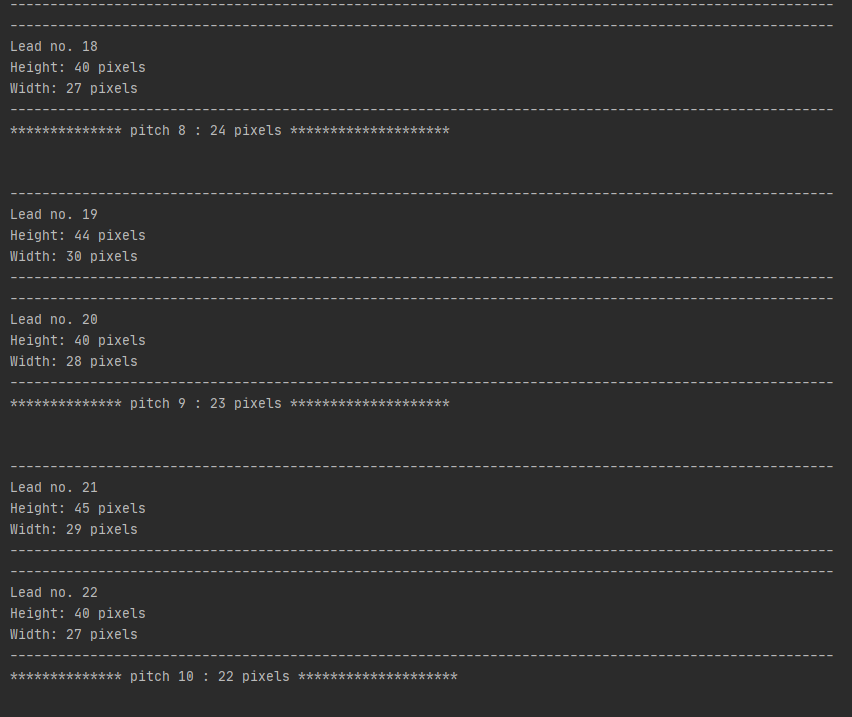 -------------------------------------------------------------------------------------------------------
-------------------------------------------------------------------------------------------------------
Lead no. 18
Height: 40 pixels
Width: 27 pixels
-------------------------------------------------------------------------------------------------------
************** pitch 8 : 24 pixels ********************
-------------------------------------------------------------------------------------------------------
Lead no. 19
Height: 44 pixels
Width: 30 pixels
-------------------------------------------------------------------------------------------------------
-------------------------------------------------------------------------------------------------------
Lead no. 20
Height: 40 pixels
Width: 28 pixels
-------------------------------------------------------------------------------------------------------
************** pitch 9 : 23 pixels ********************
-------------------------------------------------------------------------------------------------------
Lead no. 21
Height: 45 pixels
Width: 29 pixels
-------------------------------------------------------------------------------------------------------
-------------------------------------------------------------------------------------------------------
Lead no. 22
Height: 40 pixels
Width: 27 pixels
-------------------------------------------------------------------------------------------------------
************** pitch 10 : 22 pixels ********************